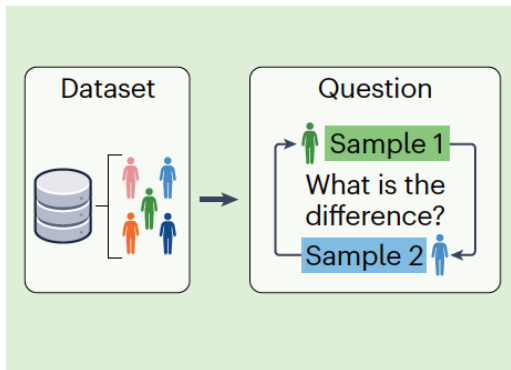 Dataset
Question
Sample 1
What is the
difference?
Sample 2